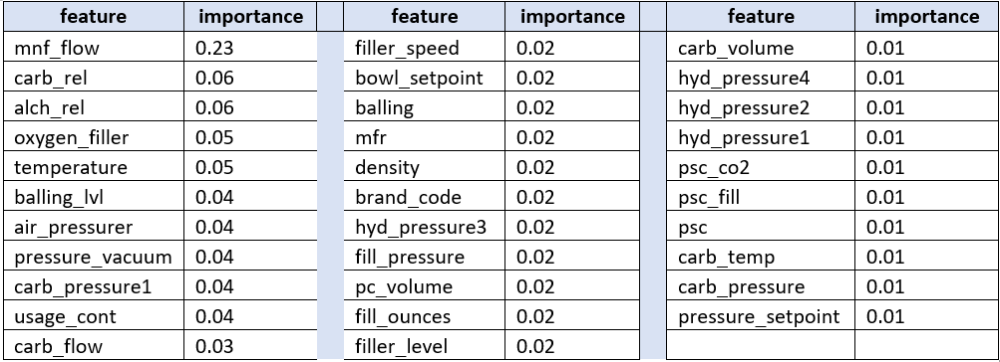 feature importance feature importance feature importance
mnf_flow 0.23 filler_speed 0.02 carb_volume 0.01
carb_rel 0.06 bowl_setpoint 0.02 hyd_pressure4 0.01
alch_rel 0.06 balling 0.02 hyd_pressure2 0.01
oxygen_filler 0.05 mfr 0.02 hyd_pressure1 0.01
temperature 0.05 density 0.02 psc_co2 0.01
balling_lvl 0.04 brand_code 0.02 psc_fill 0.01
air_pressurer 0.04 hyd_pressure3 0.02 psc 0.01
pressure_vacuum 0.04 fill_pressure 0.02 carb_temp 0.01
carb_pressure1 0.04 pc_volume 0.02 carb_pressure 0.01
usage_cont 0.04 fill_ounces 0.02 pressure_setpoint 0.01
carb_flow 0.03 filler_level 0.02